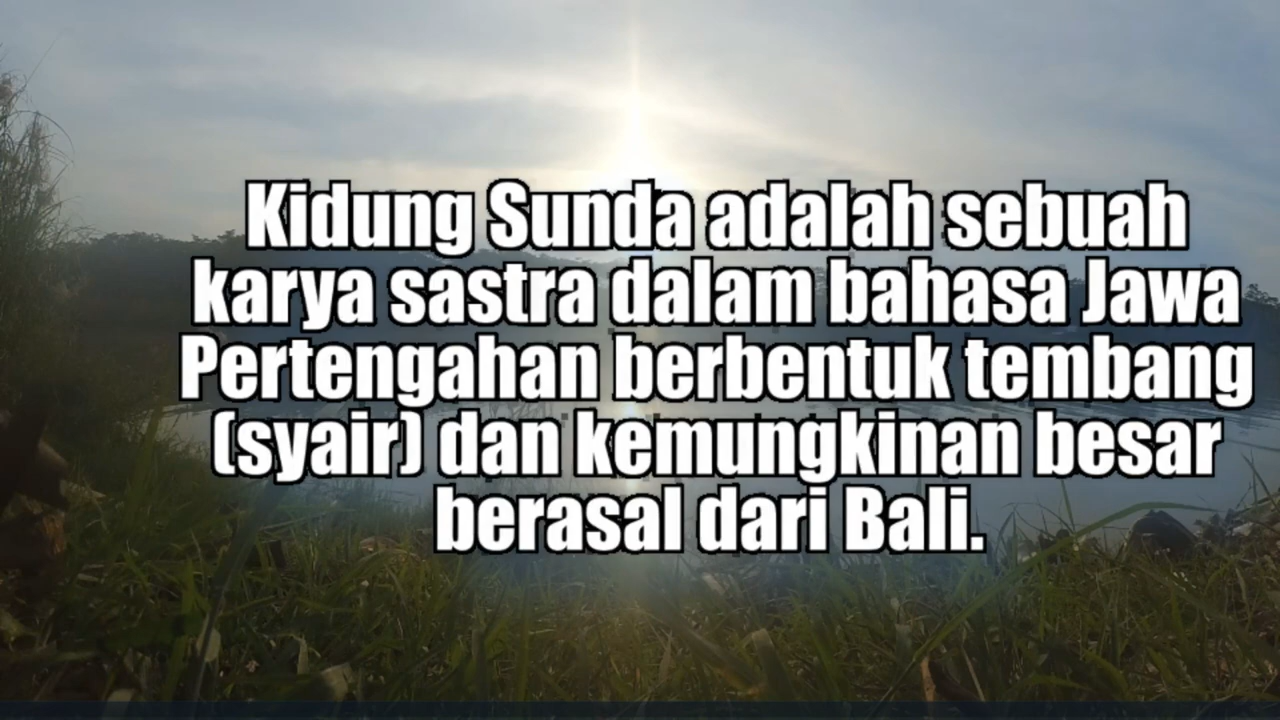 Kidung Sunda adalah sebuah
karya sastra dalam bahasa Jawa
Pertengahan berbentuk tembang
(syair) dan kemungkinan besar
berasal dari Bali.